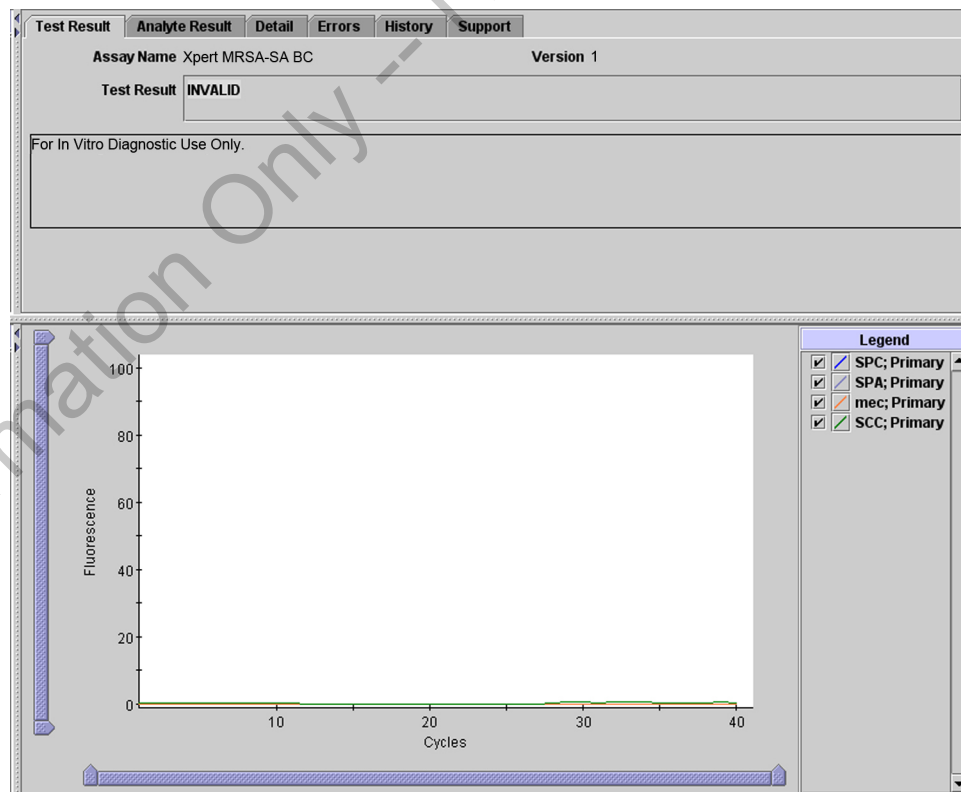 Test Result Analyte Result Detail Errors History Support
Assay Name Xpert MRSA-SA BC Version 1
Test Result INVALID
For In Vitro Diagnostic Use Only.
mation Only --
Legend
SPC; Primary
SPA; Primary
mec; Primary
SCC; Primary
Fluorescence
100
80
60
40
20
0
10 20 30 40
Cycles